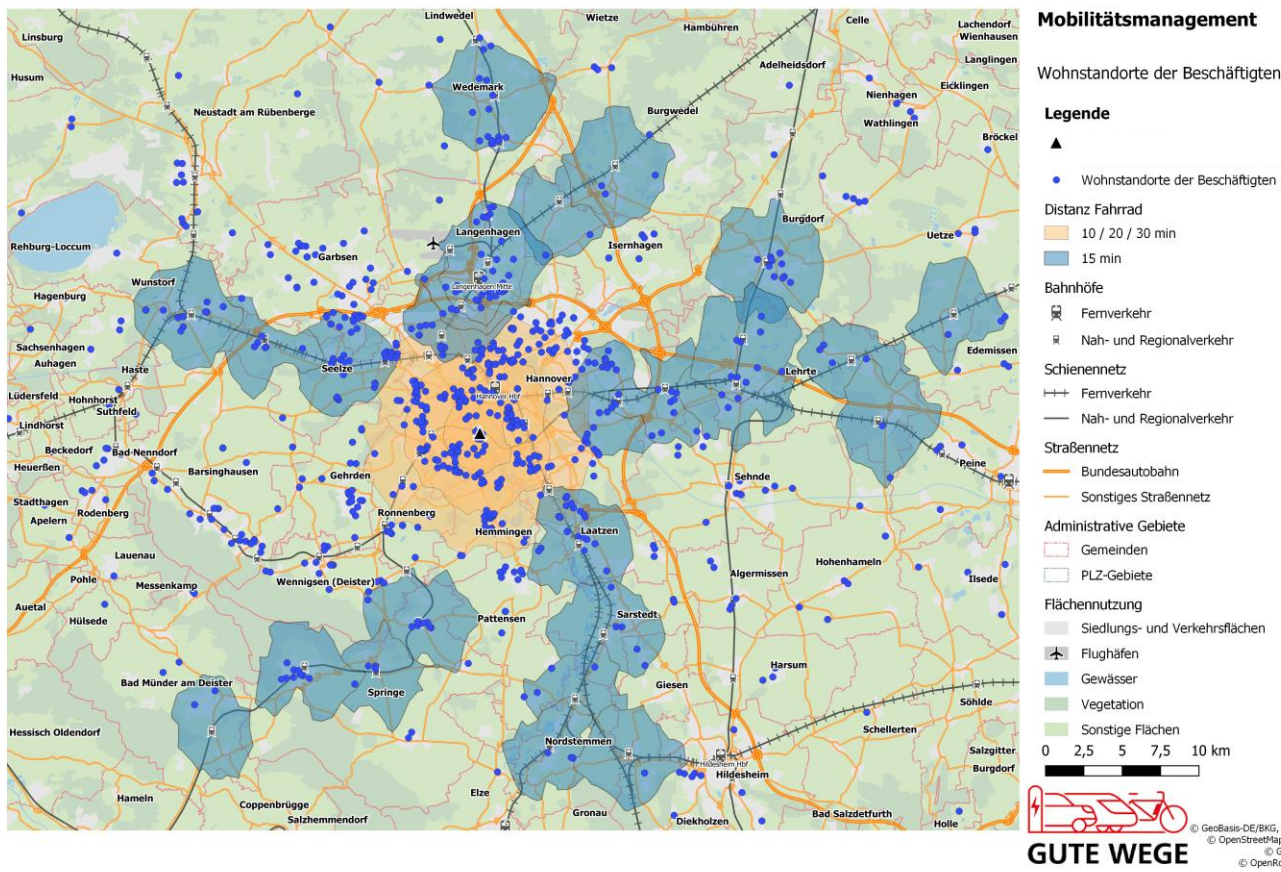 Lindwedel
Wietze
Hambühren
Celle
Lachendorf
Wienhausen
Linsburg
Langlingen
Adelheidsdorf
Husum
Wedemark
Eicklingen
Nienhagen
Neustadt am Rübenberge
Burgwedel
Wathlingen
Bröckel
Burgdorf
Langenhagen
Uetze
Rehburg-Loccum
Isernhagen
Garbsen
Wunstorf
Langenhagen Mitte
Hagenburg
Sachsenhagen
Auhagen
Edemissen
Haste
Seelze
Lehrte
Hannover
Lüdersfeld
Hohnhorst
Hannover Hbf
Suthfeld
Lindhorst
Beckedorf
Bad Nenndorf
Heuerßen
Barsinghausen
Gehrden
Peine
Sehnde
Stadthagen
Rodenberg
Apelern
Ronnenberg
Hemmingen
Laatzen
Lauenau
Hohenhameln
Pohle
Messenkamp
Wennigsen (Deister)
Algermissen
Ilsede
Auetal
Hülsede
Pattensen
Sarstedt
Harsum
Bad Münder am Deister
Springe
Giesen
Söhlde
Hessisch Oldendorf
Nordstemmen
Schellerten
Salzgitter
Hildesheim Hbf
Hildesheim
Burgdorf
Elze
Hameln
Coppenbrügge
Gronau
Salzhemmendorf
Diekholzen
Bad Salzdetfurth
Holle
Mobilitätsmanagement
Wohnstandorte der Beschäftigten
Legende
Wohnstandorte der Beschäftigten
Distanz Fahrrad
10 / 20 / 30 min
15 min
Bahnhöfe
Fernverkehr
Nah- und Regionalverkehr
Schienennetz
Fernverkehr
Nah- und Regionalverkehr
Straßennetz
Bundesautobahn
Sonstiges Straßennetz
Administrative Gebiete
Gemeinden
PLZ-Gebiete
Flächennutzung
Siedlungs- und Verkehrsflächen
Flughäfen
Gewässer
Vegetation
Sonstige Flächen
0 2,5 5 7,5 10 km
GUTE WEGE
© GeoBasis-DE/BKG,
© OpenStreetMap
© G
© OpenRo